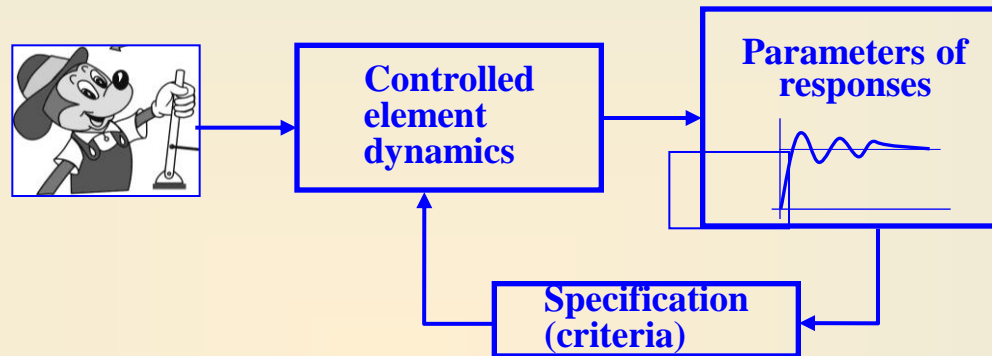 Controlled
element
dynamics
Parameters of
responses
Specification
(criteria)